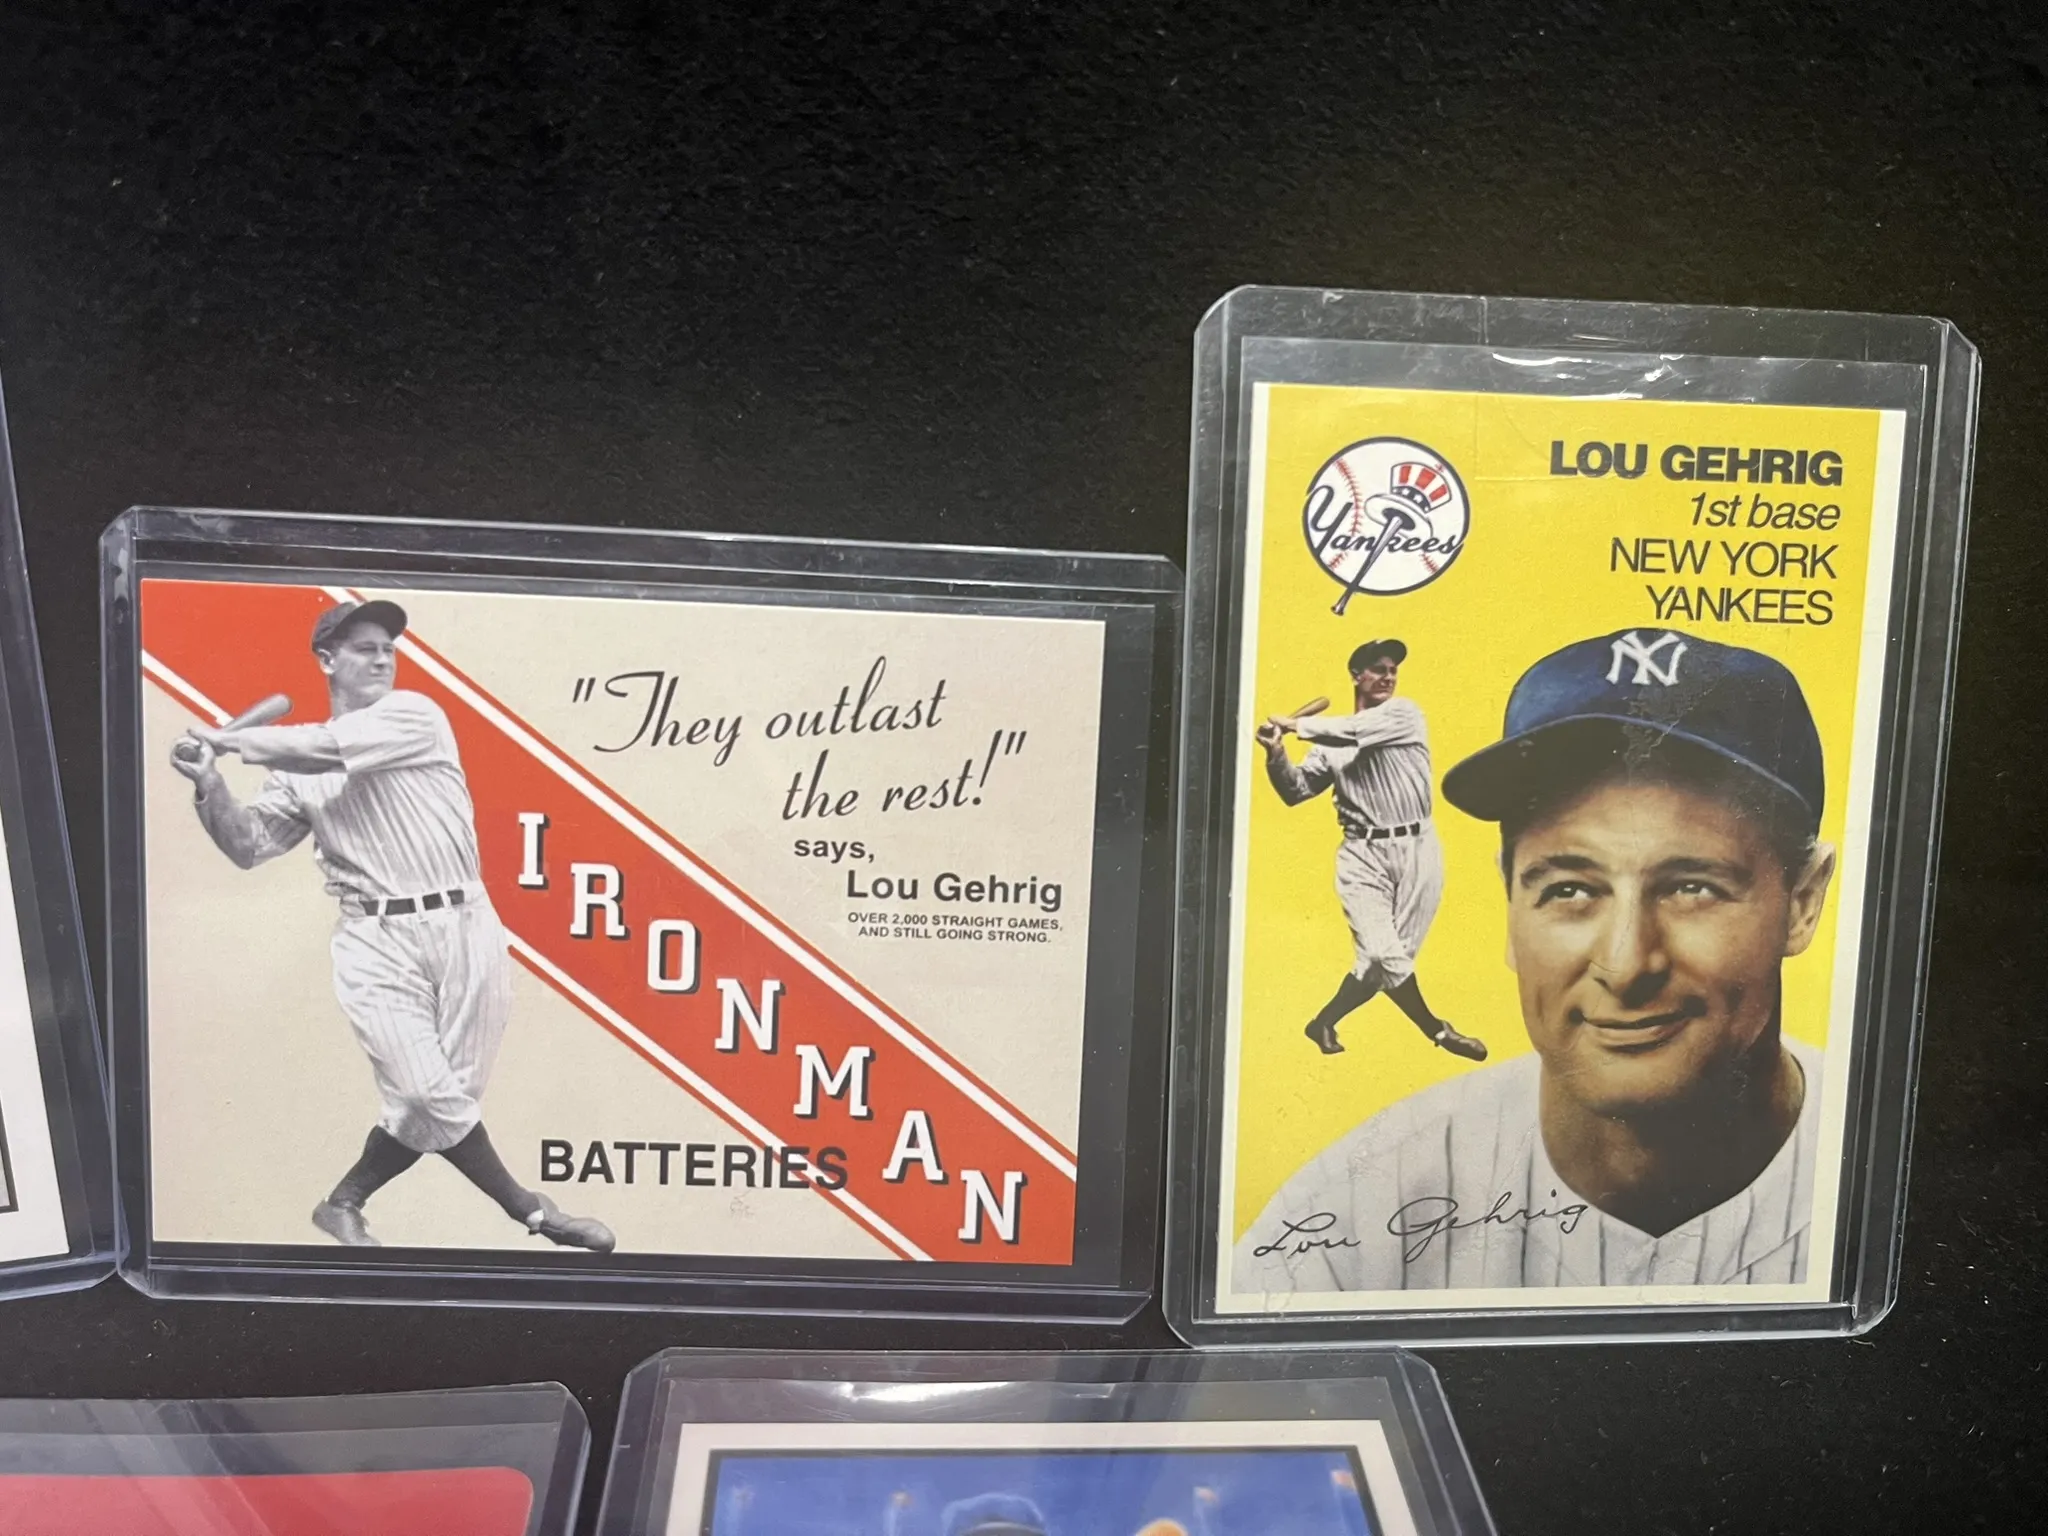 "They outlast
the rest!"
says,
Lou Gehrig
OVER 2,000 STRAIGHT GAMES,
AND STILL GOING STRONG.
IRONMAN
BATTERIES
Yankees
LOU GEHRIG
1st base
NEW YORK
YANKEES
NY
Lou Gehrig